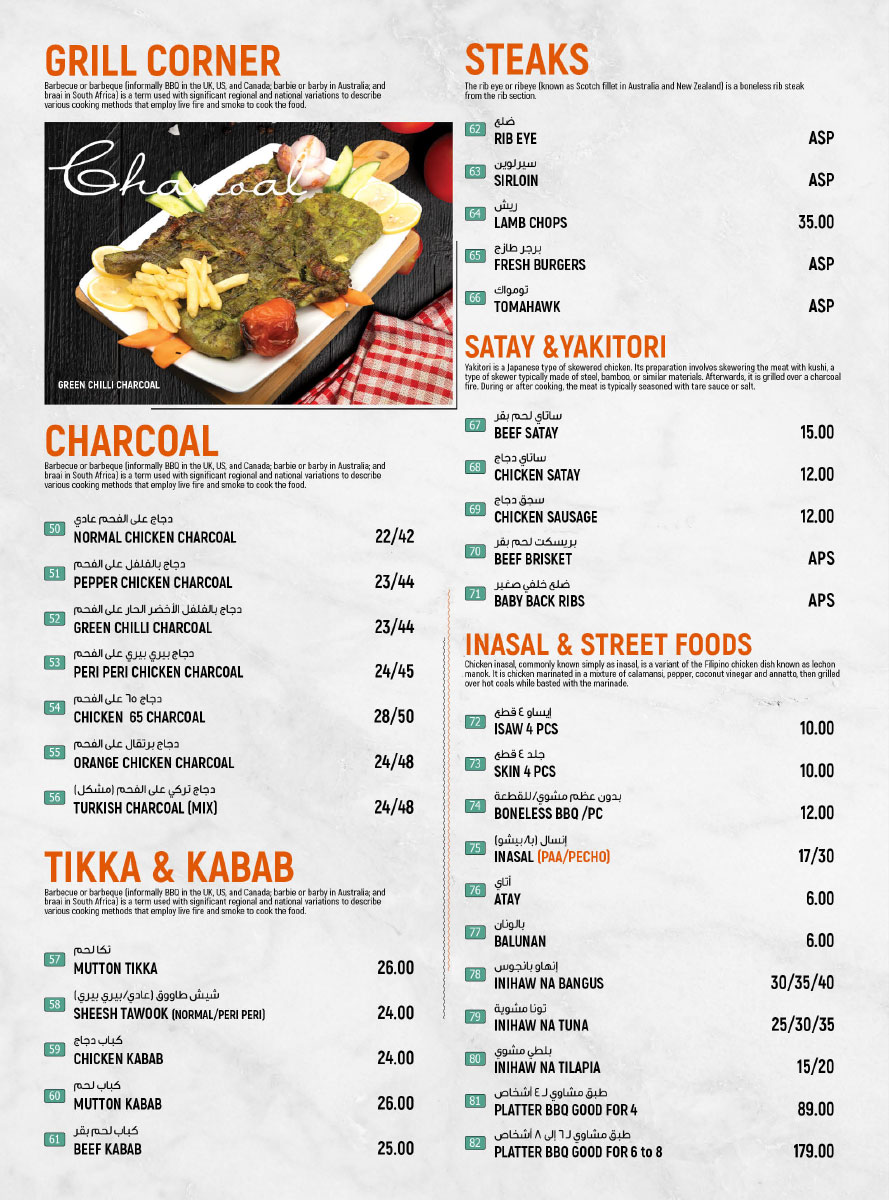 GRILL CORNER
Barbecue or barbeque (informally BBQ in the UK, US, and Canada; barbie or barby in Australia; and
braai in South Africa) is a term used with significant regional and national variations to describe
various cooking methods that employ live fire and smoke to cook the food.
Charcoal
GREEN CHILLI CHARCOAL
CHARCOAL
Barbecue or barbeque (informally BBQ in the UK, US, and Canada; barbie or barby in Australia; and
braai in South Africa) is a term used with significant regional and national variations to describe
various cooking methods that employ live fire and smoke to cook the food.
دجاج على الفحم عادي
50 NORMAL CHICKEN CHARCOAL 22/42
دجاج بالفلفل على الفحم
51 PEPPER CHICKEN CHARCOAL 23/44
دجاج بالفلفل الأخضر الحار على الفحم
52 GREEN CHILLI CHARCOAL 23/44
دجاج بيري بيري على الفحم
53 PERI PERI CHICKEN CHARCOAL 24/45
دجاج ٦٥ على الفحم
54 CHICKEN 65 CHARCOAL 28/50
دجاج برتقال على الفحم
55 ORANGE CHICKEN CHARCOAL 24/48
دجاج تركي على الفحم (مشكل)
56 TURKISH CHARCOAL (MIX) 24/48
TIKKA & KABAB
Barbecue or barbeque (informally BBQ in the UK, US, and Canada; barbie or barby in Australia; and
braai in South Africa) is a term used with significant regional and national variations to describe
various cooking methods that employ live fire and smoke to cook the food.
تكا لحم
57 MUTTON TIKKA 26.00
شيش طاووق (عادي/بيري بيري)
58 SHEESH TAWOOK (NORMAL/PERI PERI) 24.00
كباب دجاج
59 CHICKEN KABAB 24.00
كباب لحم
60 MUTTON KABAB 26.00
كباب لحم بقر
61 BEEF KABAB 25.00
STEAKS
The rib eye or ribeye (known as Scotch fillet in Australia and New Zealand) is a boneless rib steak
from the rib section.
ضلع
62 RIB EYE ASP
سيرلوين
63 SIRLOIN ASP
ريش
64 LAMB CHOPS 35.00
برجر طازج
65 FRESH BURGERS ASP
توموااك
66 TOMAHAWK ASP
SATAY &YAKITORI
Yakitori is a Japanese type of skewered chicken. Its preparation involves skewering the meat with kushi, a
type of skewer typically made of steel, bamboo, or similar materials. Afterwards, it is grilled over a charcoal
fire. During or after cooking, the meat is typically seasoned with tare sauce or salt.
ساتاي لحم بقر
67 BEEF SATAY 15.00
ساتاي دجاج
68 CHICKEN SATAY 12.00
سجق دجاج
69 CHICKEN SAUSAGE 12.00
بريسكت لحم بقر
70 BEEF BRISKET APS
ضلع خلفي صغير
71 BABY BACK RIBS APS
INASAL & STREET FOODS
Chicken inasal, commonly known simply as inasal, is a variant of the Filipino chicken dish known as lechon
manok. It is chicken marinated in a mixture of calamansi, pepper, coconut vinegar and annatto, then grilled
over hot coals while basted with the marinade.
إيساو ٤ قطع
72 ISAW 4 PCS 10.00
جلد ٤ قطع
73 SKIN 4 PCS 10.00
بدون عظم مشوي/للقطعة
74 BONELESS BBQ /PC 12.00
إنسال (با/بيشو)
75 INASAL (PAA/PECHO) 17/30
أتاي
76 ATAY 6.00
بالونان
77 BALUNAN 6.00
إنهاو بانجوس
78 INIHAW NA BANGUS 30/35/40
تونا مشوية
79 INIHAW NA TUNA 25/30/35
بلطي مشوي
80 INIHAW NA TILAPIA 15/20
طبق مشاوي لـ ٤ أشخاص
81 PLATTER BBQ GOOD FOR 4 89.00
طبق مشاوي لـ ٦ إلى ٨ أشخاص
82 PLATTER BBQ GOOD FOR 6 to 8 179.00